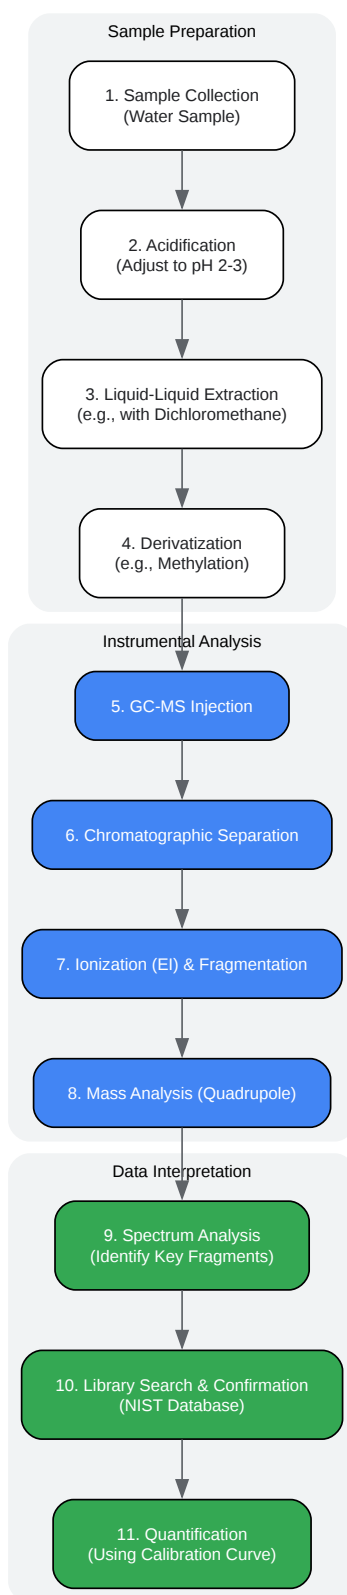 Sample Preparation
1. Sample Collection
(Water Sample)
2. Acidification
(Adjust to pH 2-3)
3. Liquid-Liquid Extraction
(e.g., with Dichloromethane)
4. Derivatization
(e.g., Methylation)
Instrumental Analysis
5. GC-MS Injection
6. Chromatographic Separation
7. Ionization (EI) & Fragmentation
8. Mass Analysis (Quadrupole)
Data Interpretation
9. Spectrum Analysis
(Identify Key Fragments)
10. Library Search & Confirmation
(NIST Database)
11. Quantification
(Using Calibration Curve)